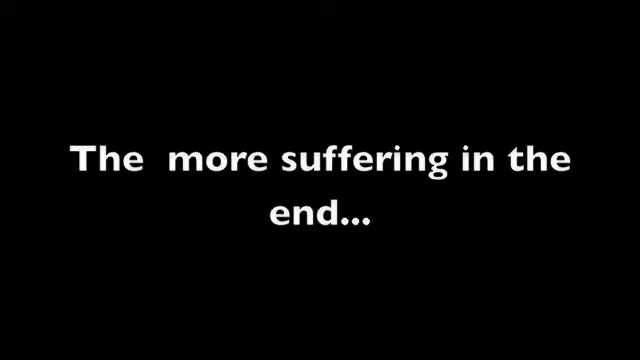 The  more suffering in the
end...